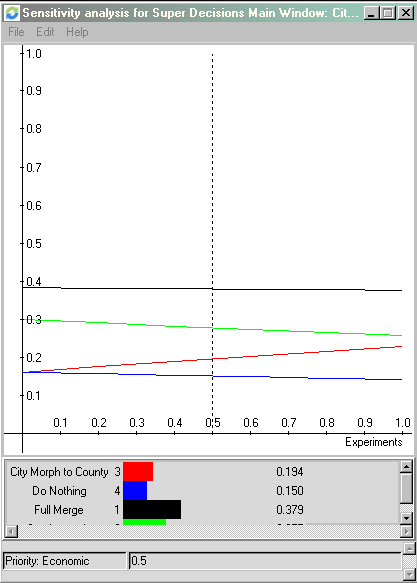 Sensitivity analysis for Super Decisions Main Window: Cit...
File Edit Help
1.0
0.9
0.8
0.7
0.6
0.5
0.4
0.3
0.2
0.1
0.1 0.2 0.3 0.4 0.5 0.6 0.7 0.8 0.9 1.0
Experiments
City Morph to County 3 0.194
Do Nothing 4 0.150
Full Merge 1 0.379
Priority: Economic 0.5